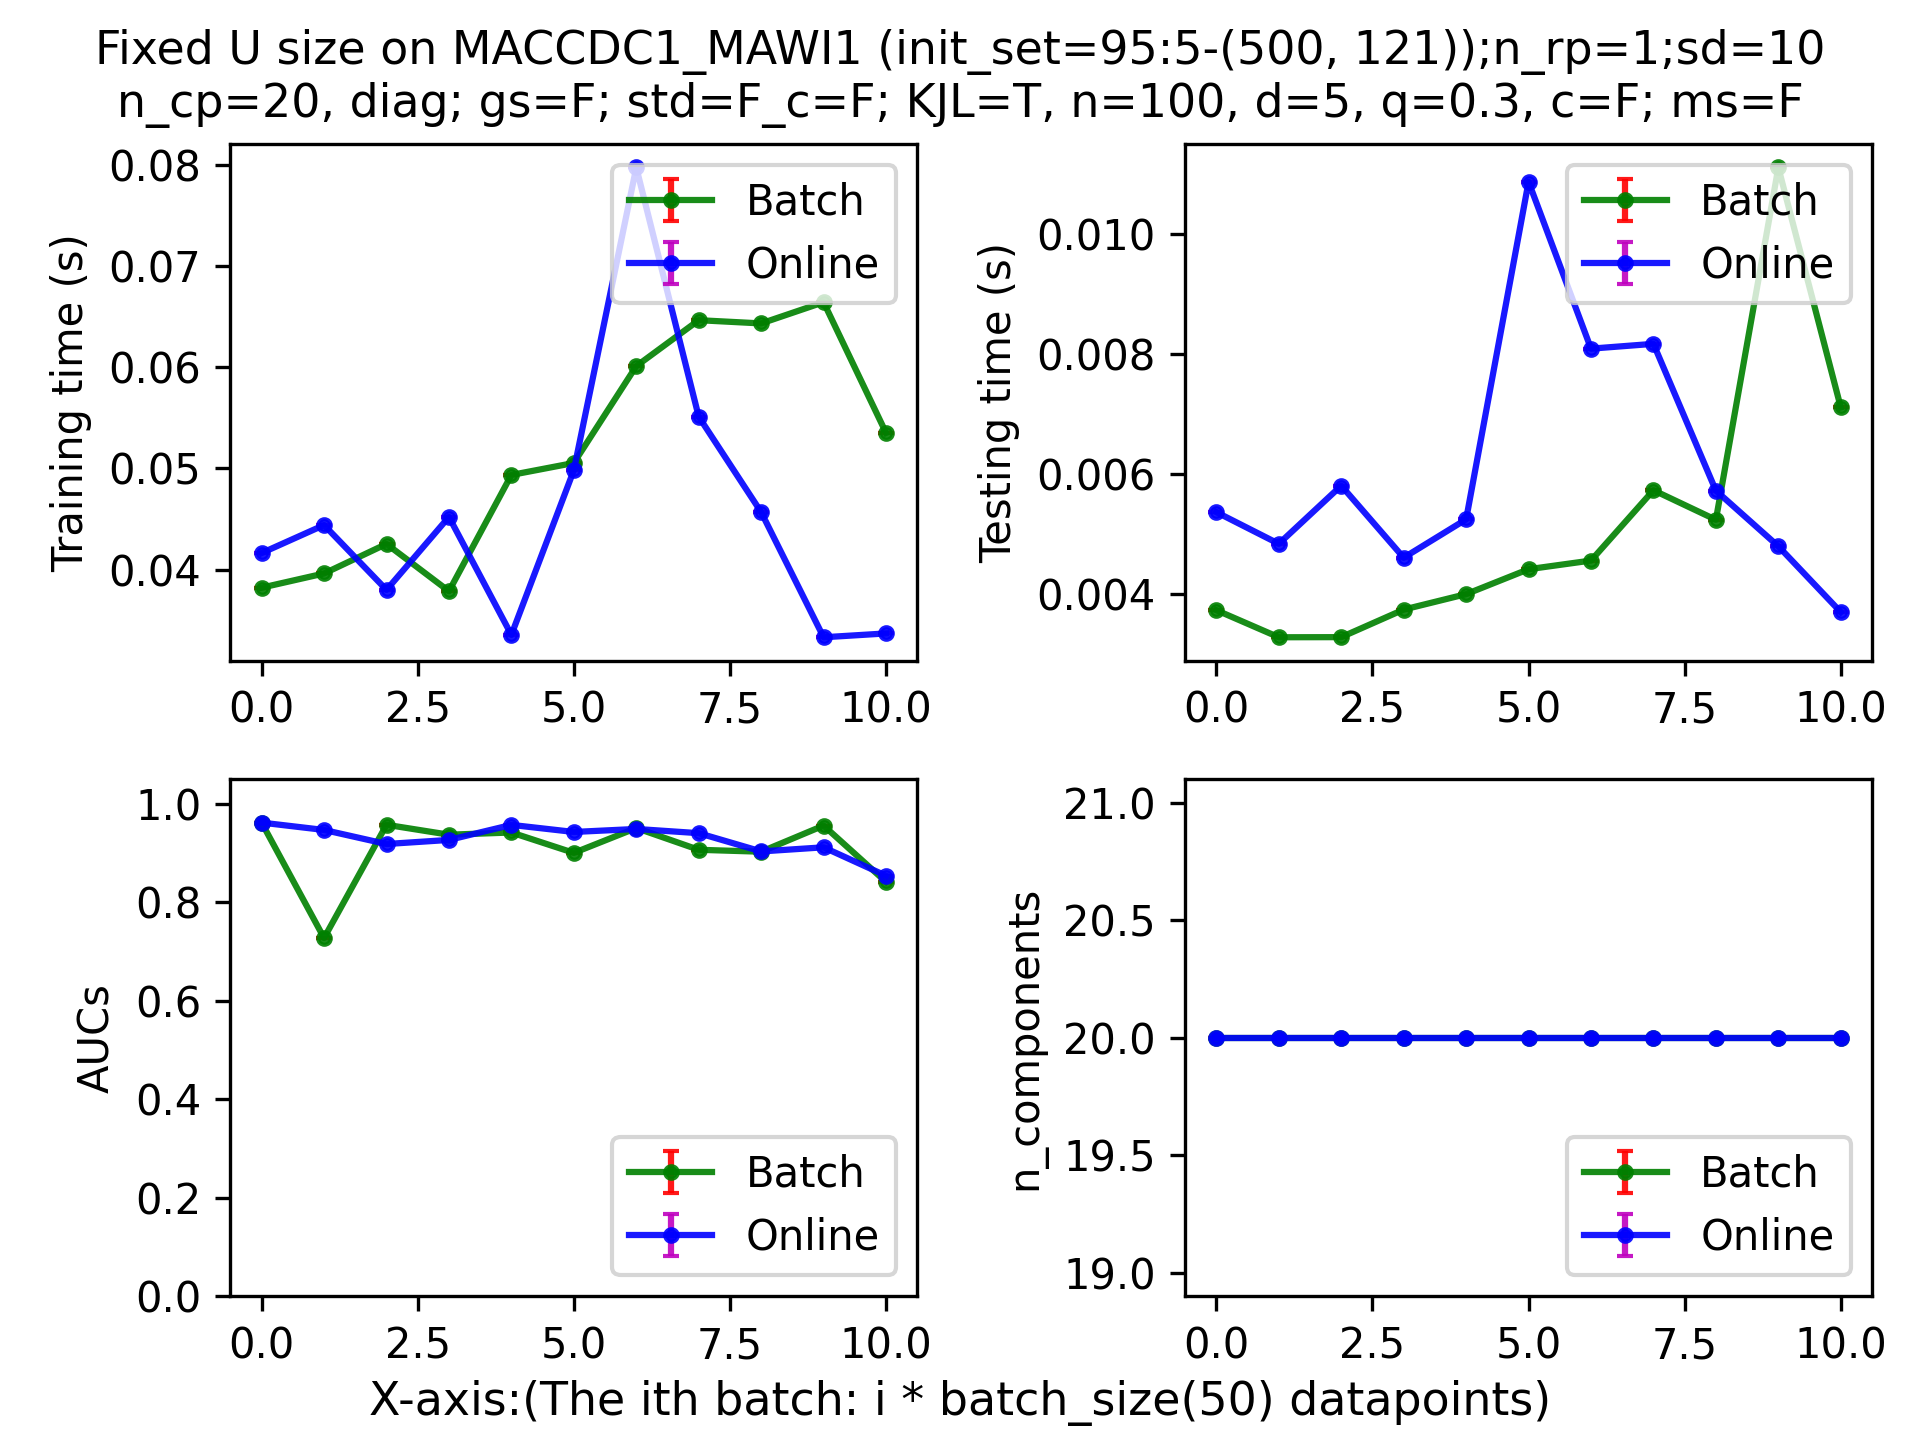 Fixed U size on MACCDC1_MAWI1 (init_set=95:5-(500, 121));n_rp=1;sd=10
n_cp=20, diag; gs=F; std=F_c=F; KJL=T, n=100, d=5, q=0.3, c=F; ms=F
Training time (s)
0.08
0.07
0.06
0.05
0.04
0.0 2.5 5.0 7.5 10.0
Batch
Online
Testing time (s)
0.010
0.008
0.006
0.004
0.0 2.5 5.0 7.5 10.0
Batch
Online
AUCs
1.0
0.8
0.6
0.4
0.2
0.0
0.0 2.5 5.0 7.5 10.0
Batch
Online
n_components
21.0
20.5
20.0
19.5
19.0
0.0 2.5 5.0 7.5 10.0
Batch
Online
X-axis:(The ith batch: i * batch_size(50) datapoints)